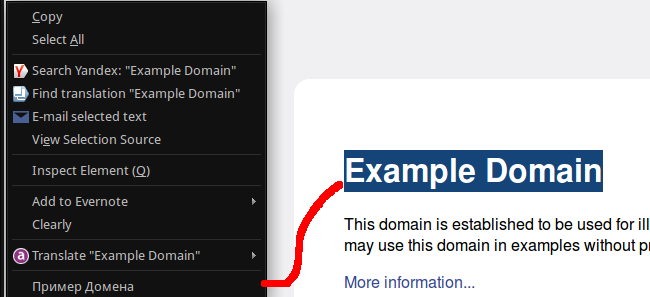 Copy
Select All
Search Yandex: "Example Domain"
Find translation "Example Domain"
E-mail selected text
View Selection Source
Inspect Element (Q)
Add to Evernote
Clearly
Translate "Example Domain"
Пример Домена
Example Domain
This domain is established to be used for ill
may use this domain in examples without pr
More information...